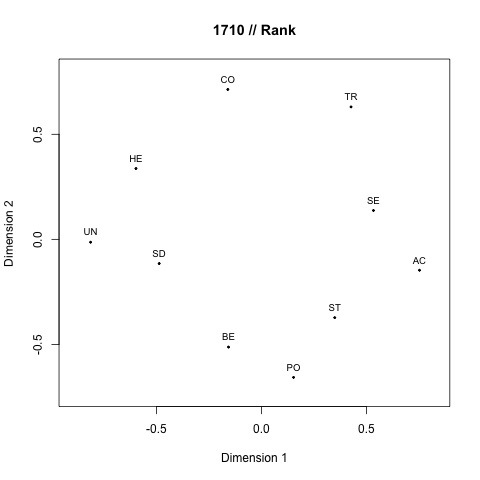 1710 // Rank
CO
TR
HE
SE
UN
SD
AC
ST
BE
PO
0.5
0.0
-0.5
Dimension 2
-0.5
0.0
0.5
Dimension 1